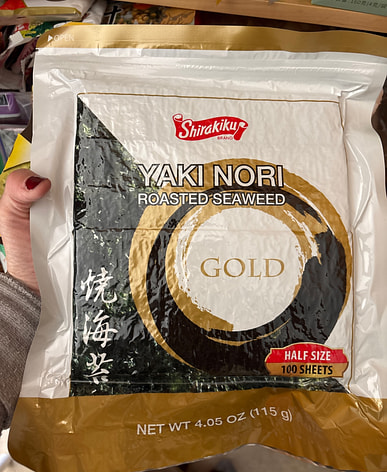 ▶OPEN
Shirakiku
BRAND
YAKI NORI
ROASTED SEAWEED
GOLD
焼海苔
HALF SIZE
100 SHEETS
NET WT 4.05 OZ (115 g)